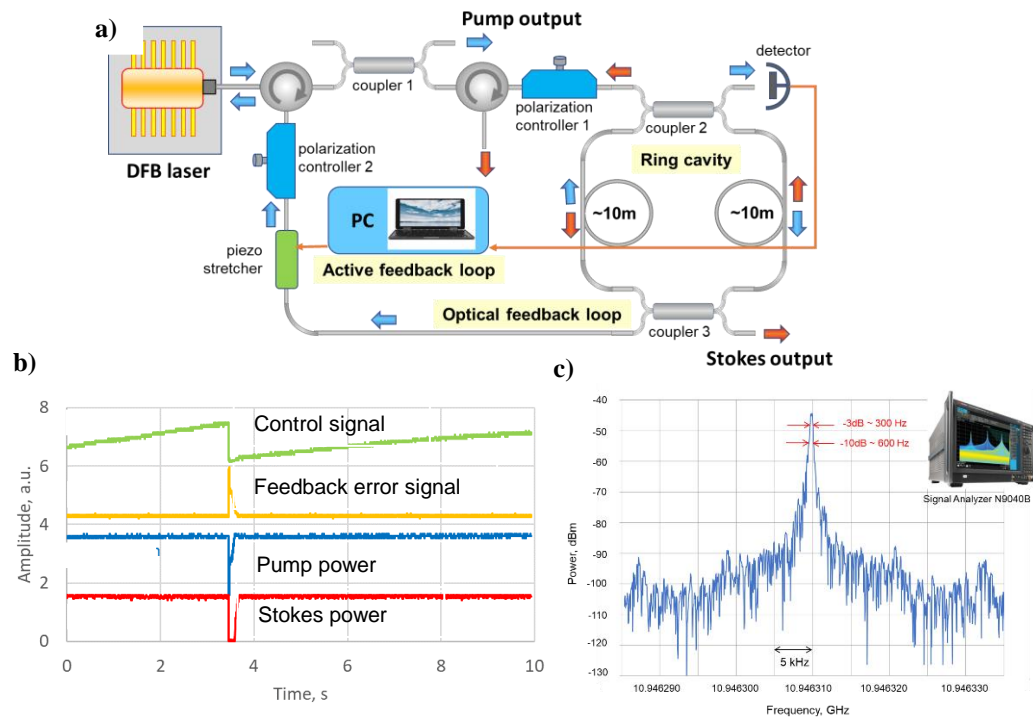 a)
Pump output
detector
coupler 1
polarization
controller 1
coupler 2
DFB laser
polarization
controller 2
Ring cavity
PC
~10m
~10m
piezo
stretcher
Active feedback loop
Optical feedback loop
coupler 3
Stokes output
b)
8
6
4
2
0
Amplitude, a.u.
Control signal
Feedback error signal
Pump power
Stokes power
0
2
4
6
8
10
Time, s
c)
-40
-50
-60
-70
-80
-90
-100
-110
-120
-130
Power, dBm
-3dB ~ 300 Hz
-10dB ~ 600 Hz
Signal Analyzer N9040B
5 kHz
10.946290
10.946300
10.946310
10.946320
10.946330
Frequency, GHz